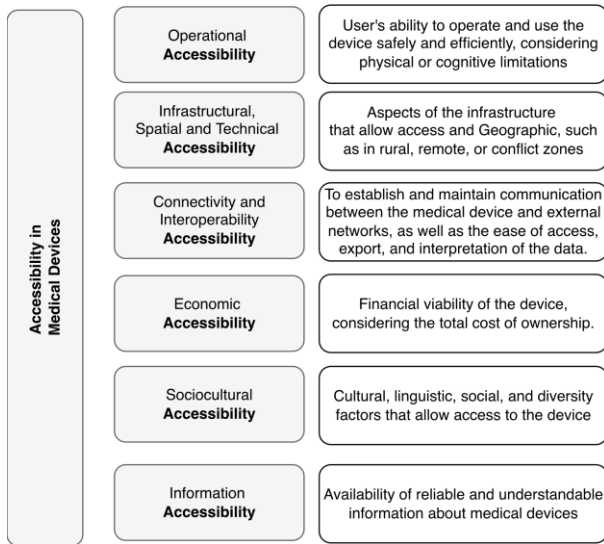 Accessibility in
Medical Devices
Operational
Accessibility
User's ability to operate and use the
device safely and efficiently, considering
physical or cognitive limitations
Infrastructural,
Spatial and Technical
Accessibility
Aspects of the infrastructure
that allow access and Geographic, such
as in rural, remote, or conflict zones
Connectivity and
Interoperability
Accessibility
To establish and maintain communication
between the medical device and external
networks, as well as the ease of access,
export, and interpretation of the data.
Economic
Accessibility
Financial viability of the device,
considering the total cost of ownership.
Sociocultural
Accessibility
Cultural, linguistic, social, and diversity
factors that allow access to the device
Information
Accessibility
Availability of reliable and understandable
information about medical devices